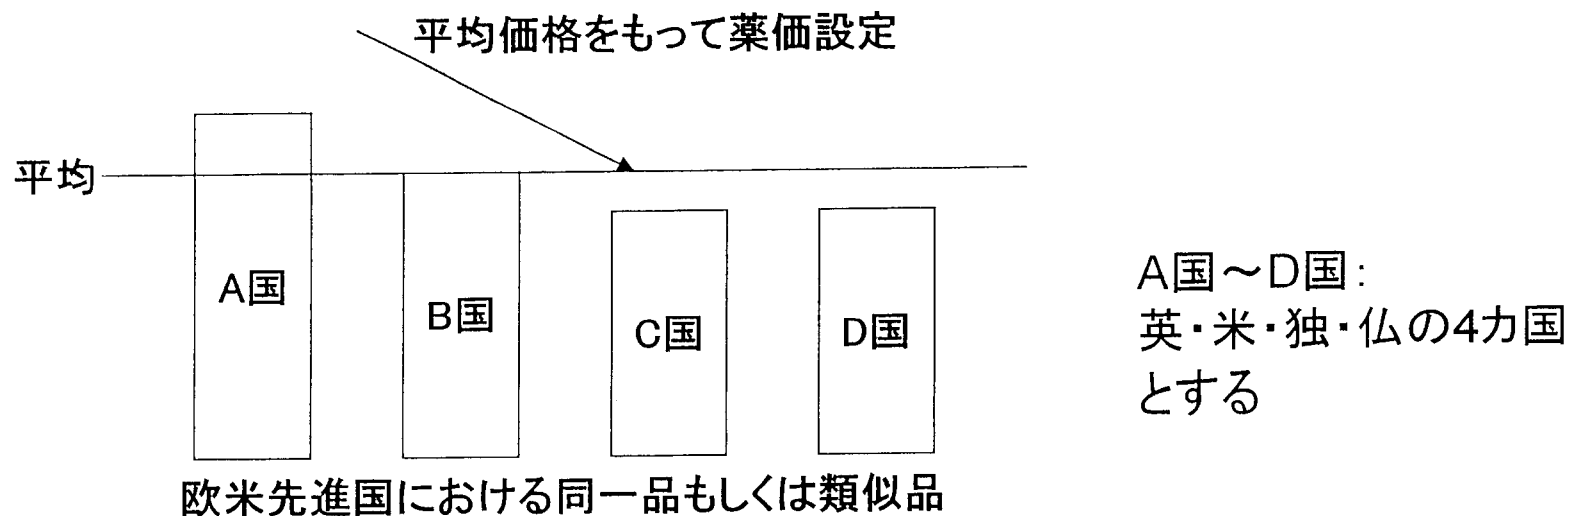 平均価格をもって薬価設定
平均
A国
B国
C国
D国
A国～D国：
英・米・独・仏の4カ国
とする
欧米先進国における同一品もしくは類似品